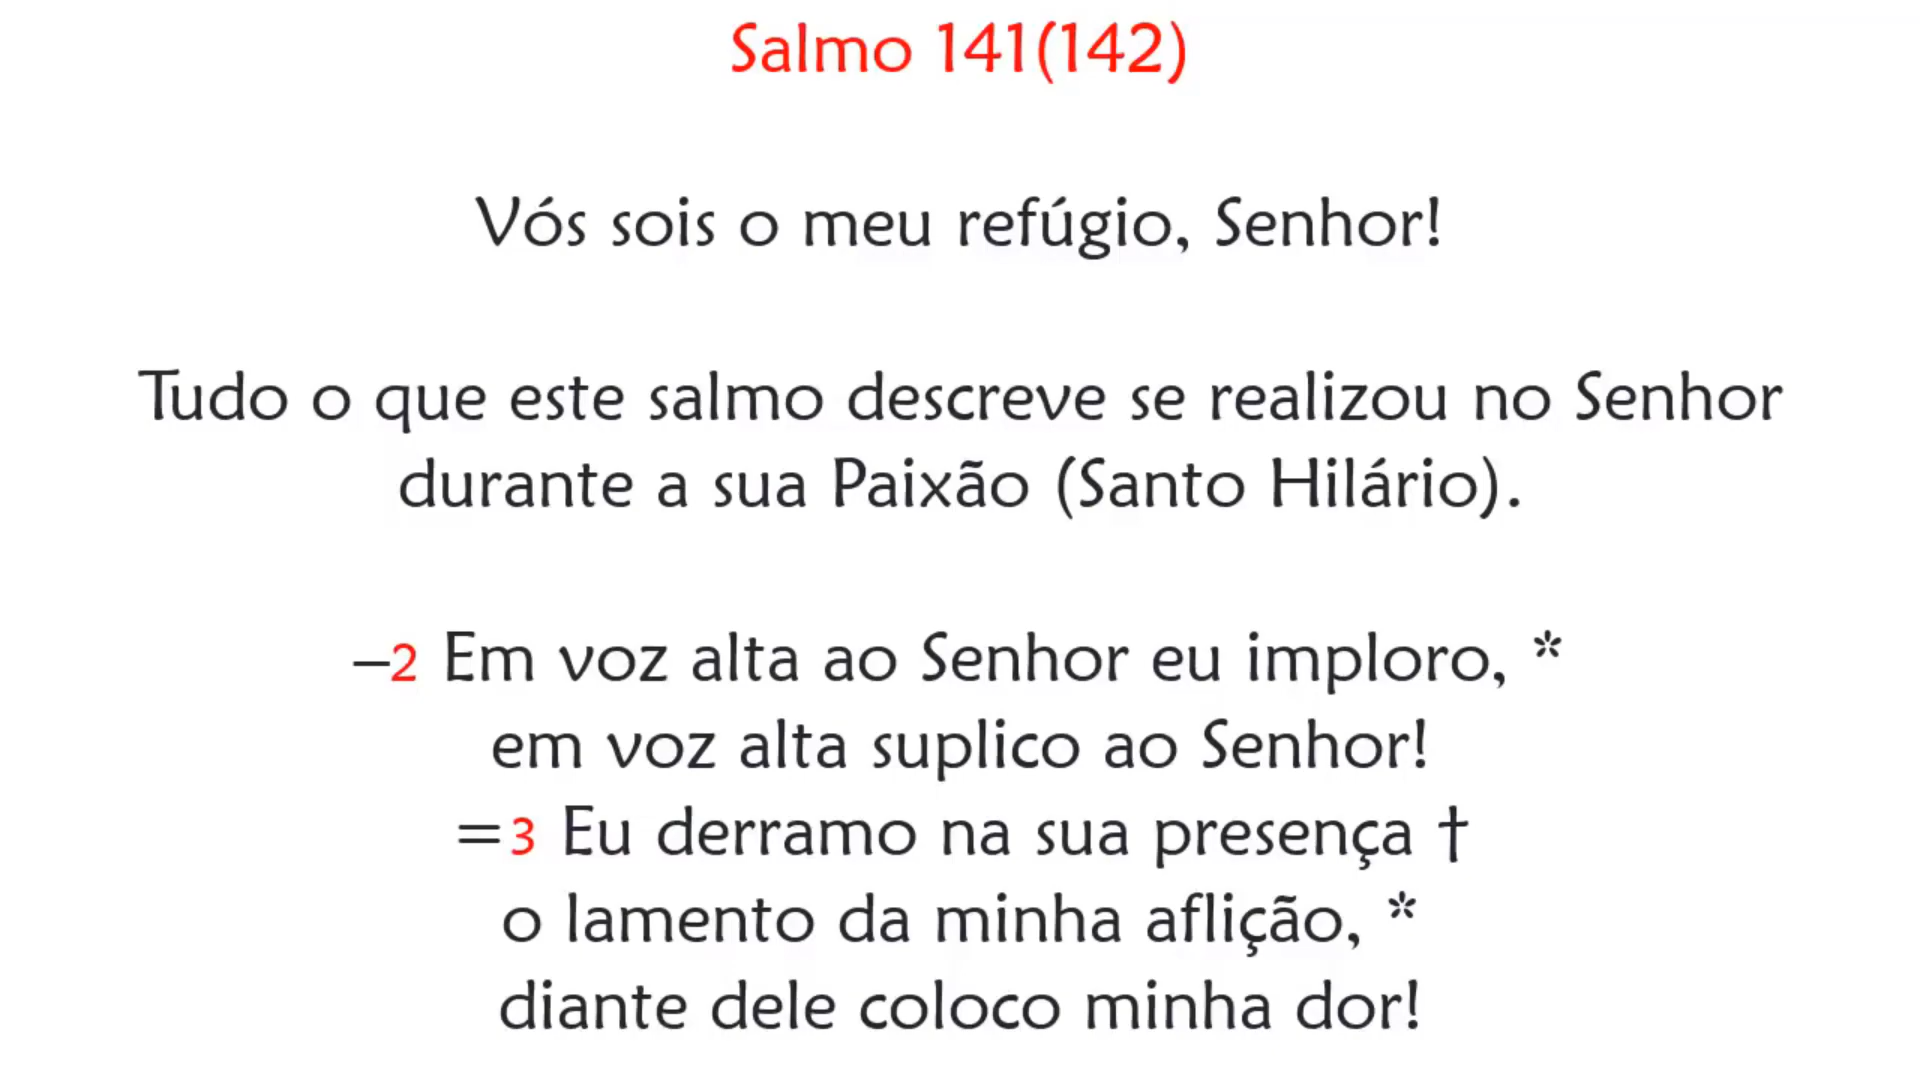 Salmo 141(142)
Vós sois o meu refúgio, Senhor!
Tudo o que este salmo descreve se realizou no Senhor
durante a sua Paixão (Santo Hilário).
–2 Em voz alta ao Senhor eu imploro, *
em voz alta suplico ao Senhor!
=3 Eu derramo na sua presença †
o lamento da minha aflição, *
diante dele coloco minha dor!